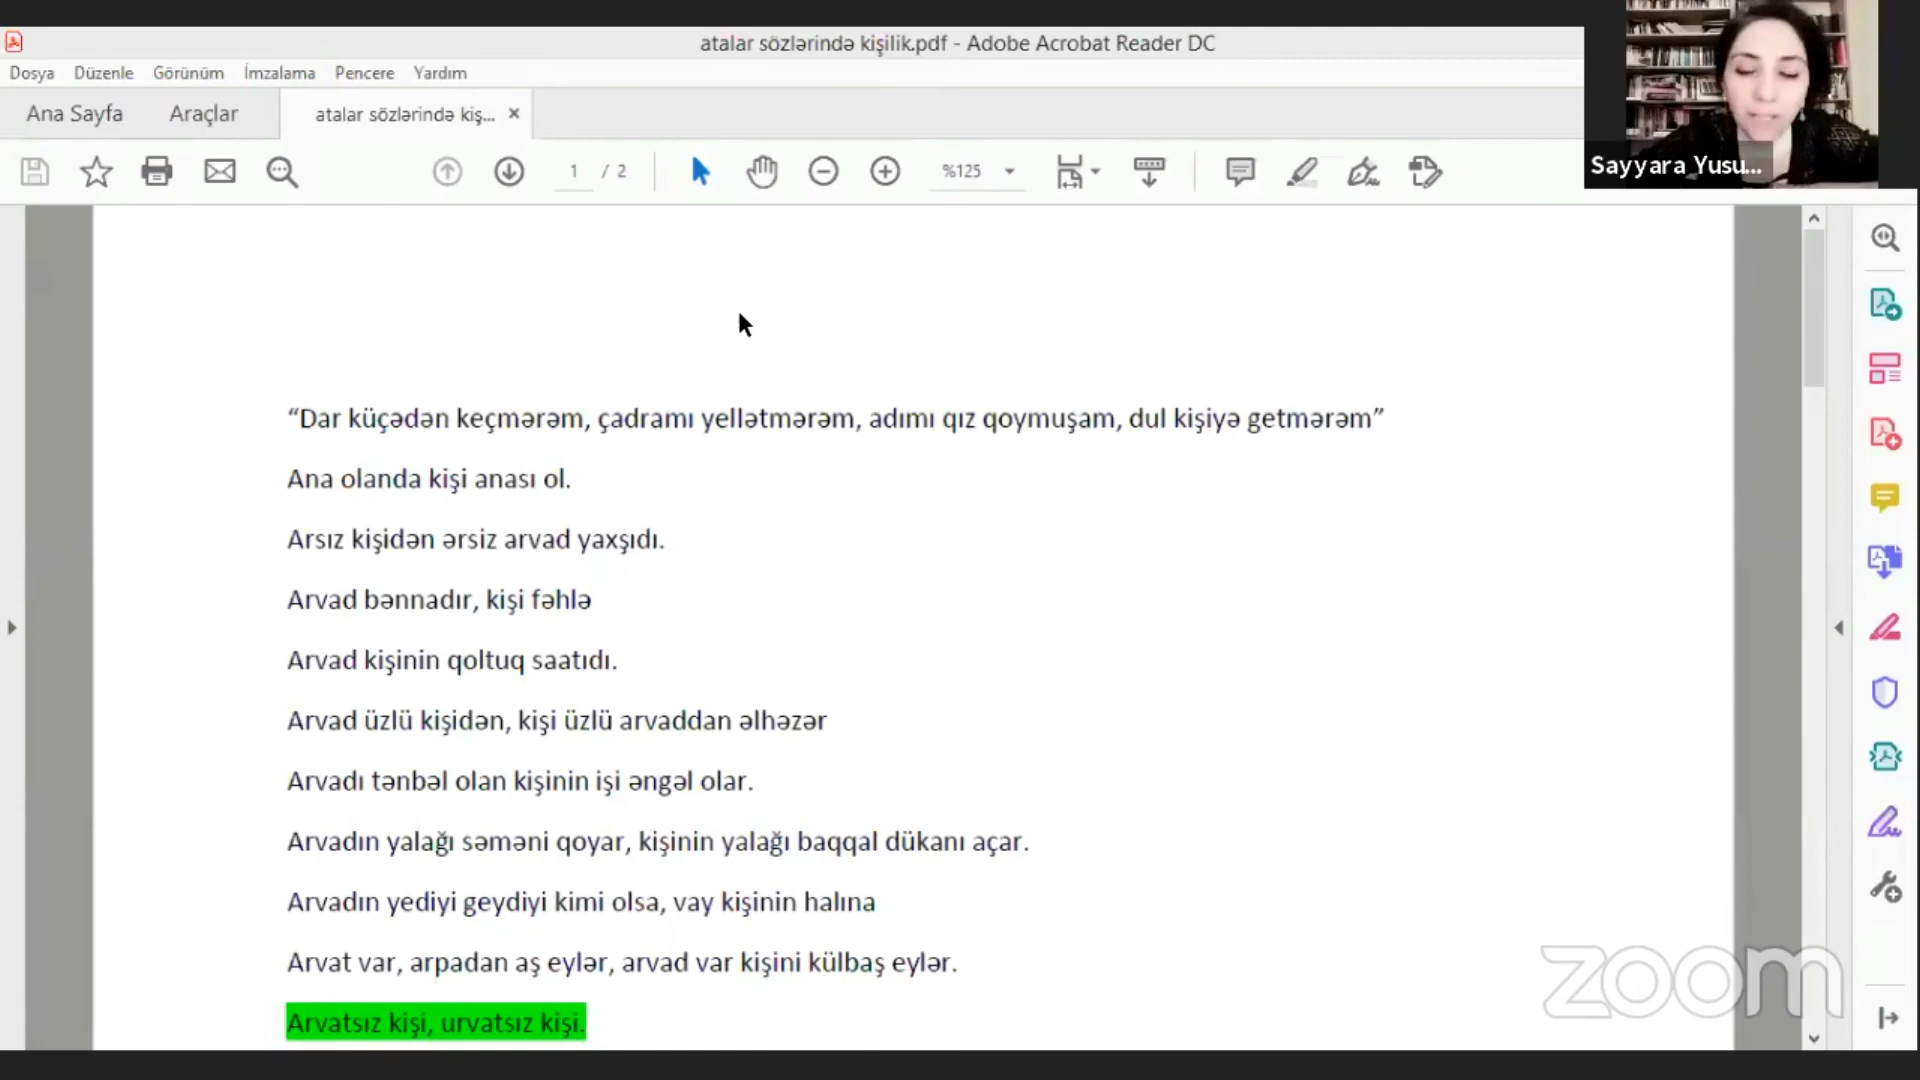 atalar sözlərində kişilik.pdf - Adobe Acrobat Reader DC
Dosya Düzenle Görünüm İmzalama Pencere Yardım
Ana Sayfa Araçlar atalar sözlərində kiş... ×
1 / 2 %125
Sayyara Yusu...
“Dar küçədən keçmərəm, çadramı yellətmərəm, adımı qız qoymuşam, dul kişiyə getmərəm”
Ana olanda kişi anası ol.
Arsız kişidən ərsiz arvad yaxşıdı.
Arvad bənnadır, kişi fəhlə
Arvad kişinin qoltuq saatıdı.
Arvad üzlü kişidən, kişi üzlü arvaddan əlhəzər
Arvadı tənbəl olan kişinin işi əngəl olar.
Arvadın yalağı səməni qoyar, kişinin yalağı baqqal dükanı açar.
Arvadın yediyi geydiyi kimi olsa, vay kişinin halına
Arvat var, arpadan aş eylər, arvad var kişini külbaş eylər.
Arvatsız kişi, urvatsız kişi.
zoom